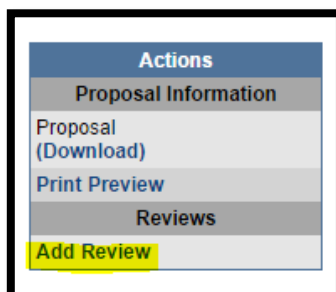 Actions
Proposal Information
Proposal
(Download)
Print Preview
Reviews
Add Review